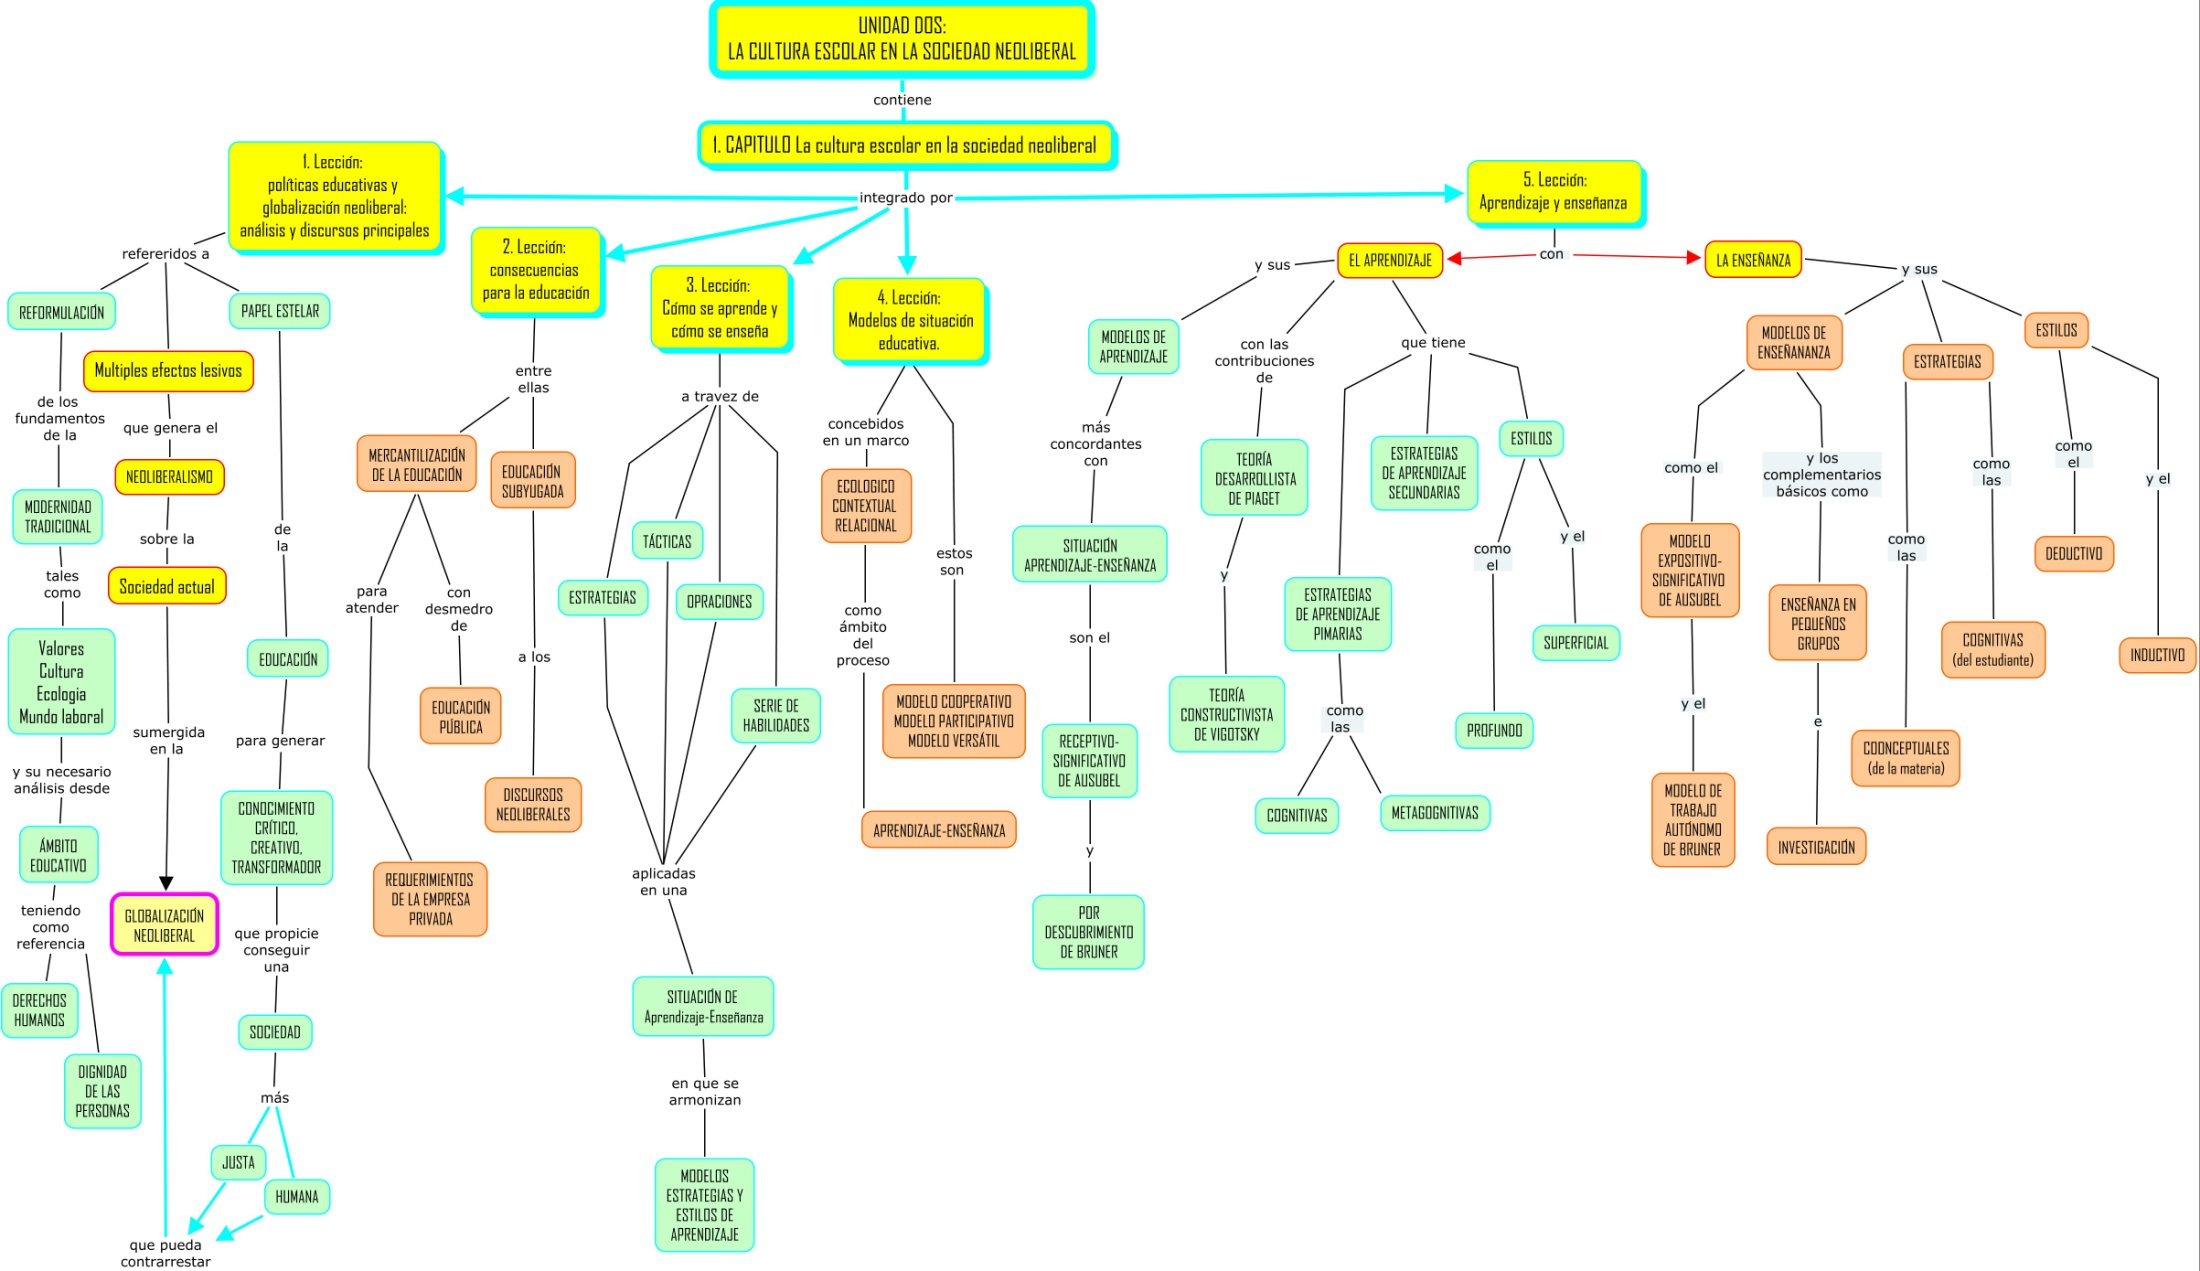 UNIDAD DOS:
LA CULTURA ESCOLAR EN LA SOCIEDAD NEOLIBERAL
contiene
1. CAPITULO La cultura escolar en la sociedad neoliberal
integrado por
1. Lección:
políticas educativas y
globalización neoliberal:
análisis y discursos principales
refereridos a
REFORMULACIÓN
de los
fundamentos
de la
MODERNIDAD
TRADICIONAL
tales
como
Valores
Cultura
Ecologia
Mundo laboral
y su necesario
análisis desde
ÁMBITO
EDUCATIVO
teniendo
como
referencia
DERECHOS
HUMANOS
DIGNIDAD
DE LAS
PERSONAS
Multiples efectos lesivos
que genera el
NEOLIBERALISMO
sobre la
Sociedad actual
sumergida
en la
GLOBALIZACIÓN
NEOLIBERAL
PAPEL ESTELAR
de
la
EDUCACIÓN
para generar
CONOCIMIENTO
CRÍTICO,
CREATIVO,
TRANSFORMADOR
que propicie
conseguir
una
SOCIEDAD
más
JUSTA
HUMANA
que pueda
contrarrestar
2. Lección:
consecuencias
para la educación
entre
ellas
MERCANTILIZACIÓN
DE LA EDUCACIÓN
para
atender
REQUERIMIENTOS
DE LA EMPRESA
PRIVADA
con
desmedro
de
EDUCACIÓN
PÚBLICA
EDUCACIÓN
SUBYUGADA
a los
DISCURSOS
NEOLIBERALES
3. Lección:
Cómo se aprende y
cómo se enseña
a travez de
ESTRATEGIAS
TÁCTICAS
OPRACIONES
SERIE DE
HABILIDADES
aplicadas
en una
SITUACIÓN DE
Aprendizaje-Enseñanza
en que se
armonizan
MODELOS
ESTRATEGIAS Y
ESTILOS DE
APRENDIZAJE
4. Lección:
Modelos de situación
educativa.
concebidos
en un marco
ECOLOGICO
CONTEXTUAL
RELACIONAL
como
ámbito
del
proceso
APRENDIZAJE-ENSEÑANZA
estos
son
MODELO COOPERATIVO
MODELO PARTICIPATIVO
MODELO VERSÁTIL
5. Lección:
Aprendizaje y enseñanza
con
EL APRENDIZAJE
y sus
MODELOS DE
APRENDIZAJE
más
concordantes
con
SITUACIÓN
APRENDIZAJE-ENSEÑANZA
son el
RECEPTIVO-
SIGNIFICATIVO
DE AUSUBEL
y
POR
DESCUBRIMIENTO
DE BRUNER
con las
contribuciones
de
TEORÍA
DESARROLLISTA
DE PIAGET
y
TEORÍA
CONSTRUCTIVISTA
DE VIGOTSKY
que tiene
ESTRATEGIAS
DE APRENDIZAJE
PIMARIAS
como
las
COGNITIVAS
METAGOGNITIVAS
ESTRATEGIAS
DE APRENDIZAJE
SECUNDARIAS
ESTILOS
como
el
PROFUNDO
y el
SUPERFICIAL
LA ENSEÑANZA
y sus
MODELOS DE
ENSEÑANANZA
como el
MODELO
EXPOSITIVO-
SIGNIFICATIVO
DE AUSUBEL
y el
MODELO DE
TRABAJO
AUTÓNOMO
DE BRUNER
y los
complementarios
básicos como
ENSEÑANZA EN
PEQUEÑOS
GRUPOS
e
INVESTIGACIÓN
ESTRATEGIAS
como
las
COONCEPTUALES
(de la materia)
como
las
COGNITIVAS
(del estudiante)
ESTILOS
como
el
DEDUCTIVO
y el
INDUCTIVO